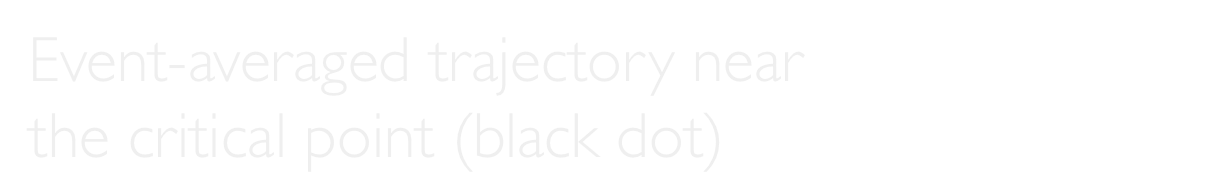 Event-averaged trajectory near
the critical point (black dot)